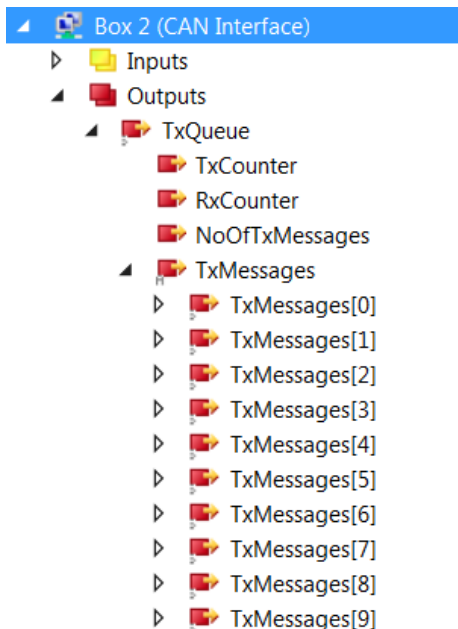 Box 2 (CAN Interface)
Inputs
Outputs
TxQueue
TxCounter
RxCounter
NoOfTxMessages
TxMessages
TxMessages[0]
TxMessages[1]
TxMessages[2]
TxMessages[3]
TxMessages[4]
TxMessages[5]
TxMessages[6]
TxMessages[7]
TxMessages[8]
TxMessages[9]